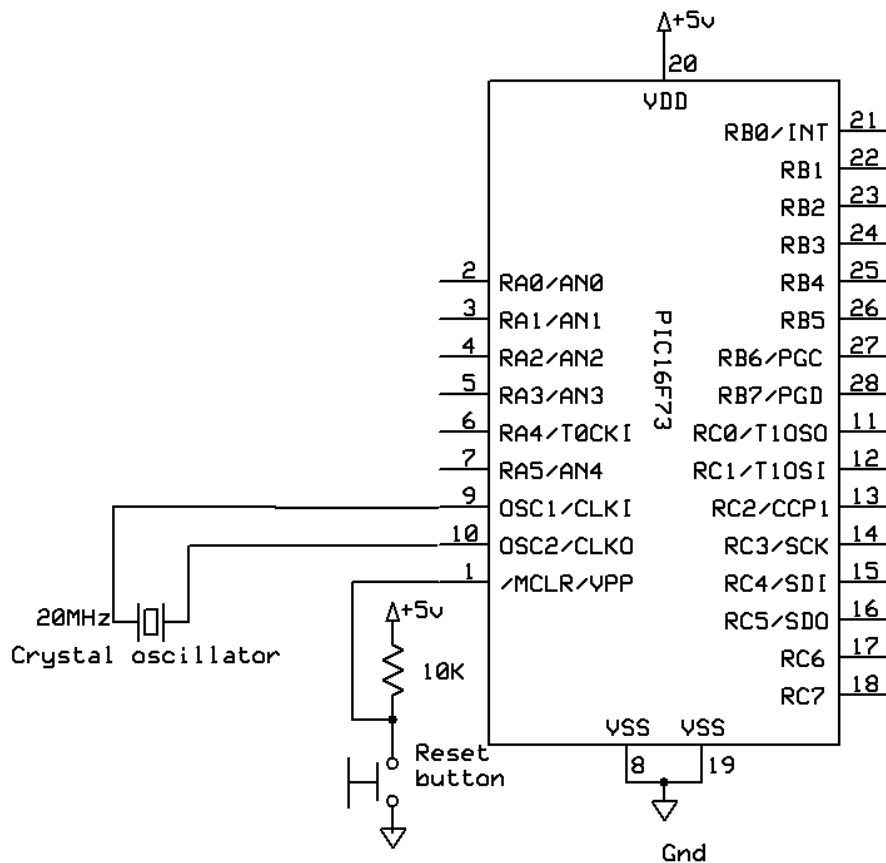 +5v
20
VDD
RB0/INT 21
RB1 22
RB2 23
RB3 24
2 RA0/AN0
RB4 25
3 RA1/AN1
RB5 26
PIC16F73
4 RA2/AN2
RB6/PGC 27
5 RA3/AN3
RB7/PGD 28
6 RA4/T0CKI
RC0/T1OSO 11
7 RA5/AN4
RC1/T1OSI 12
9 OSC1/CLKI
RC2/CCP1 13
10 OSC2/CLKO
RC3/SCK 14
1 /MCLR/VPP
RC4/SDI 15
20MHz
Crystal oscillator
+5v
RC5/SDO 16
10K
RC6 17
RC7 18
VSS VSS
8 19
Reset
button
Gnd